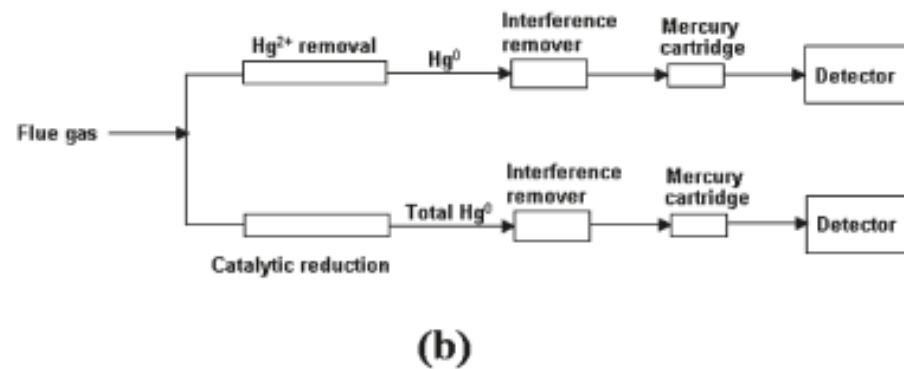 Hg²⁺ removal
Hg⁰
Interference
remover
Mercury
cartridge
Detector
Flue gas
Catalytic reduction
Total Hg⁰
Interference
remover
Mercury
cartridge
Detector
(b)